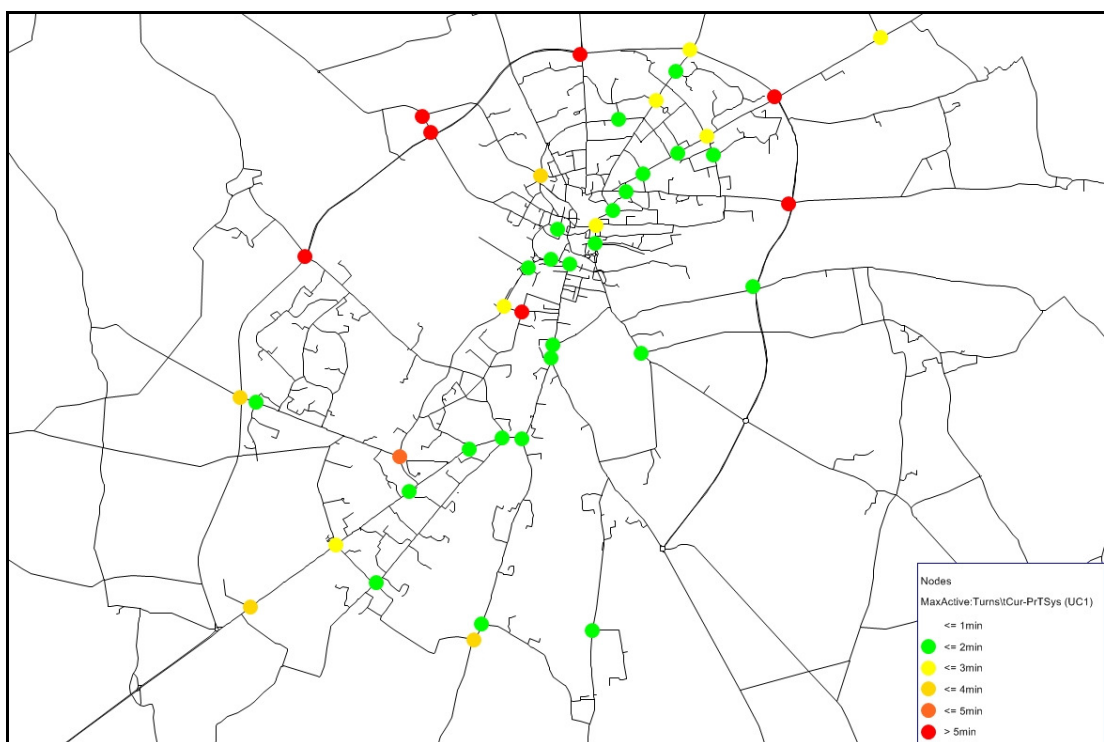 Nodes
MaxActive:Turns\tCur-PrTSys (UC1)
<= 1min
<= 2min
<= 3min
<= 4min
<= 5min
> 5min